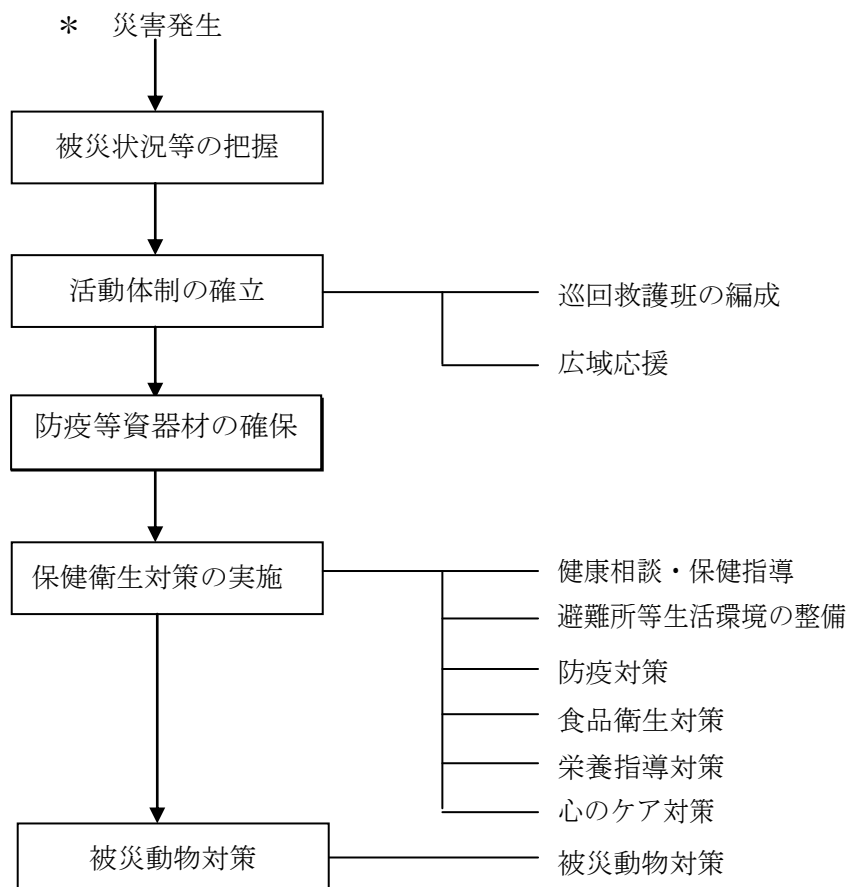 ＊　災害発生
被災状況等の把握
活動体制の確立
巡回救護班の編成
広域応援
防疫等資器材の確保
保健衛生対策の実施
健康相談・保健指導
避難所等生活環境の整備
防疫対策
食品衛生対策
栄養指導対策
心のケア対策
被災動物対策
被災動物対策